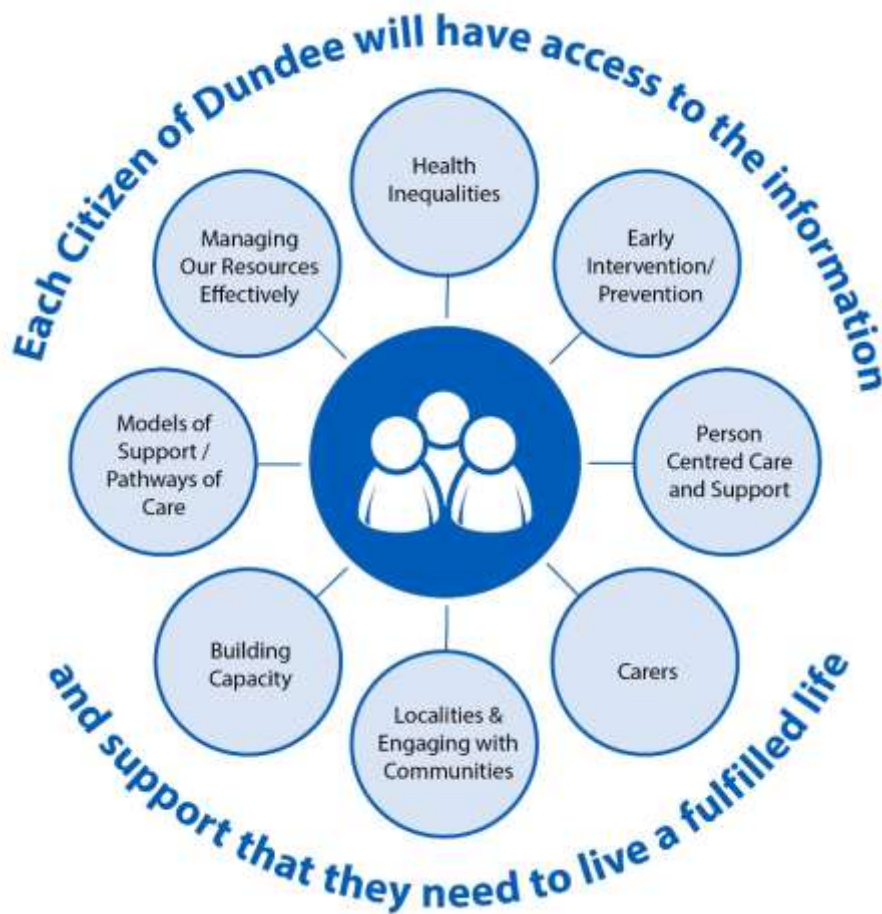 Each Citizen of Dundee will have access to the information
Health
Inequalities
Early
Intervention/
Prevention
Person
Centred Care
and Support
Carers
Localities &
Engaging with
Communities
Building
Capacity
Models of
Support /
Pathways of
Care
Managing
Our Resources
Effectively
and support that they need to live a fulfilled life